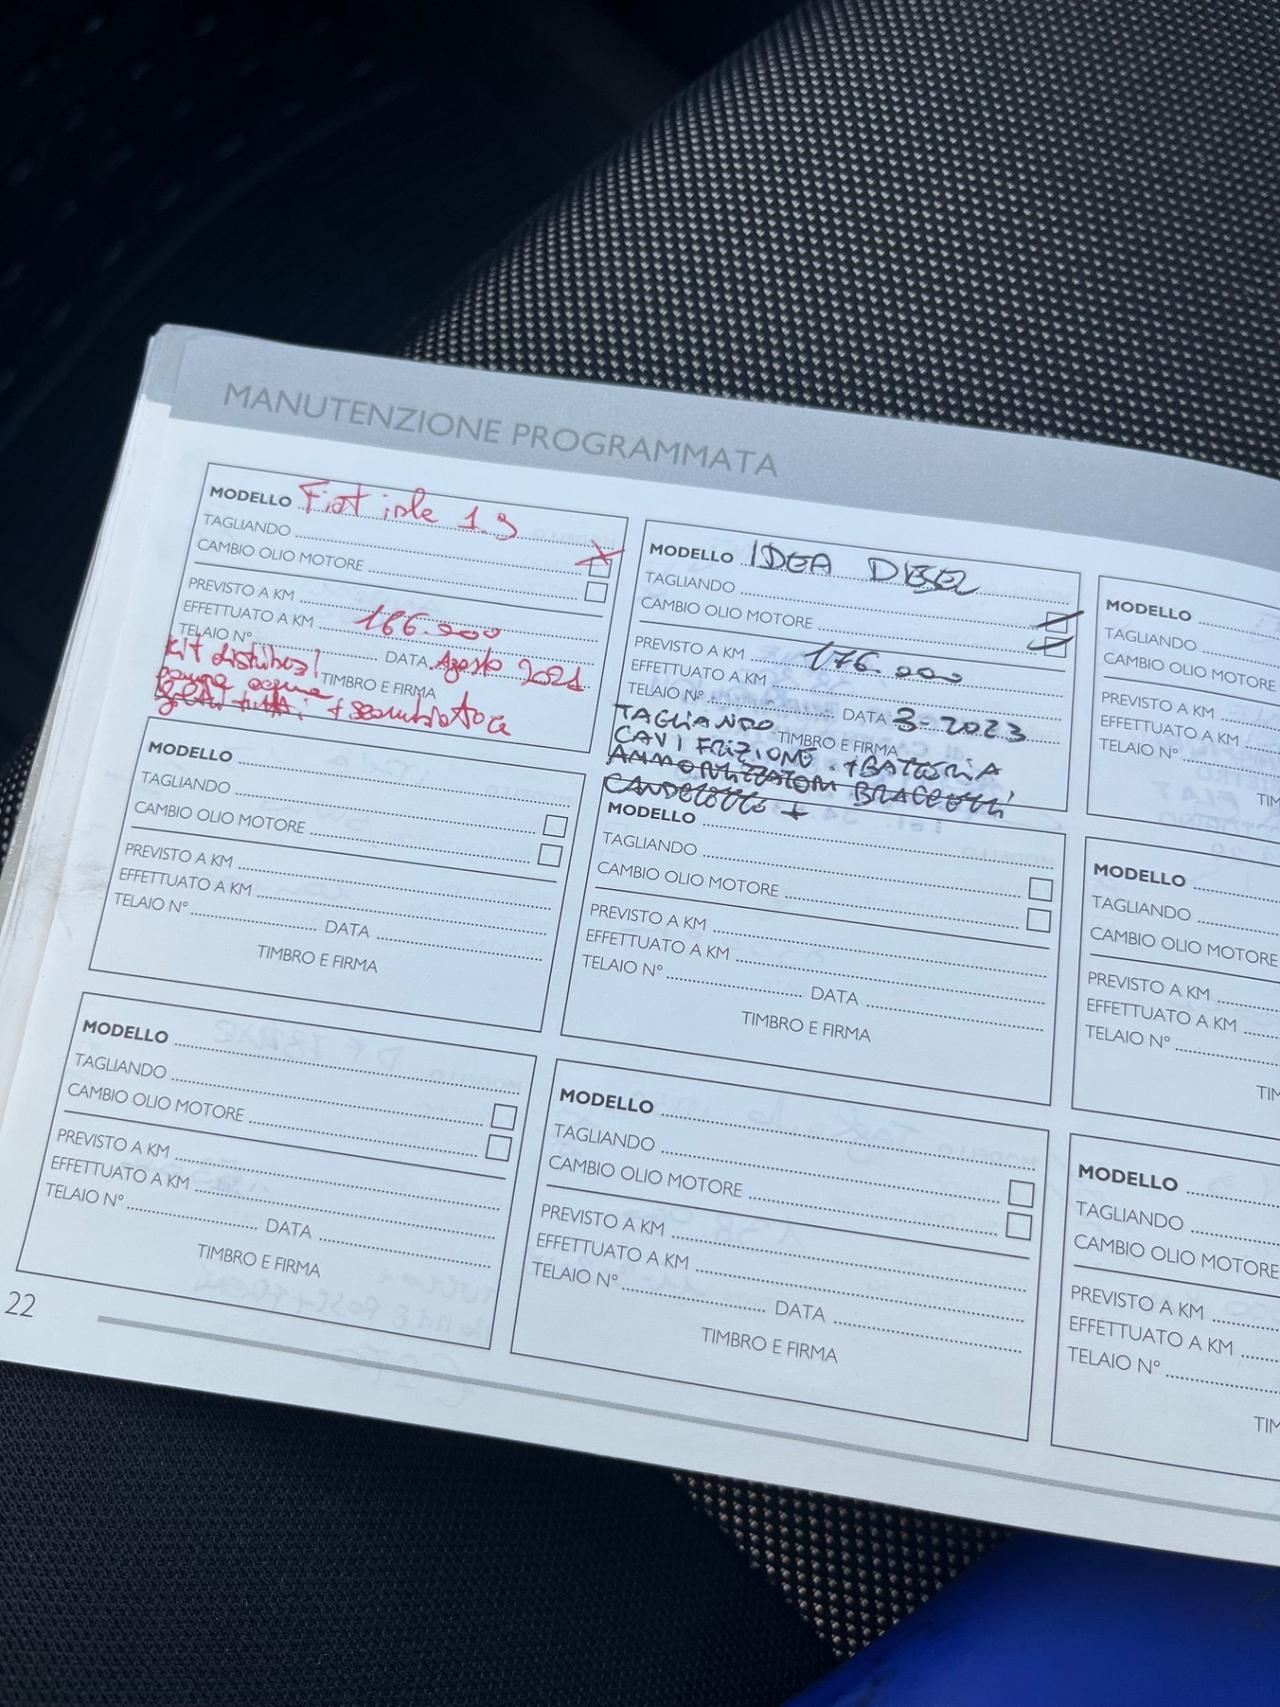 MANUTENZIONE PROGRAMMATA
MODELLO Fiat 1.3
TAGLIANDO
CAMBIO OLIO MOTORE
PREVISTO A KM
EFFETTUATO A KM 166.000
TELAIO N° DATA Agosto 2021
kit distribuz
TIMBRO E FIRMA
pompa acqua
+ scambiatore
MODELLO IDEA DIESEL
TAGLIANDO
CAMBIO OLIO MOTORE
PREVISTO A KM
EFFETTUATO A KM 176.000
TELAIO N° DATA 3-2023
TAGLIANDO
TIMBRO E FIRMA
CAVI FRIZIONE + BATTERIA
AMMORTIZZATORI BRACCETTI
CANDELOTTO +
MODELLO
TAGLIANDO
CAMBIO OLIO MOTORE
PREVISTO A KM
EFFETTUATO A KM
TELAIO N°
MODELLO
TAGLIANDO
CAMBIO OLIO MOTORE
PREVISTO A KM
EFFETTUATO A KM
TELAIO N° DATA
TIMBRO E FIRMA
MODELLO
TAGLIANDO
CAMBIO OLIO MOTORE
PREVISTO A KM
EFFETTUATO A KM
TELAIO N° DATA
TIMBRO E FIRMA
MODELLO
TAGLIANDO
CAMBIO OLIO MOTORE
PREVISTO A KM
EFFETTUATO A KM
TELAIO N°
TIM
MODELLO
TAGLIANDO
CAMBIO OLIO MOTORE
PREVISTO A KM
EFFETTUATO A KM
TELAIO N° DATA
TIMBRO E FIRMA
MODELLO
TAGLIANDO
CAMBIO OLIO MOTORE
PREVISTO A KM
EFFETTUATO A KM
TELAIO N° DATA
TIMBRO E FIRMA
MODELLO
TAGLIANDO
CAMBIO OLIO MOTORE
PREVISTO A KM
EFFETTUATO A KM
TELAIO N°
TIM
22